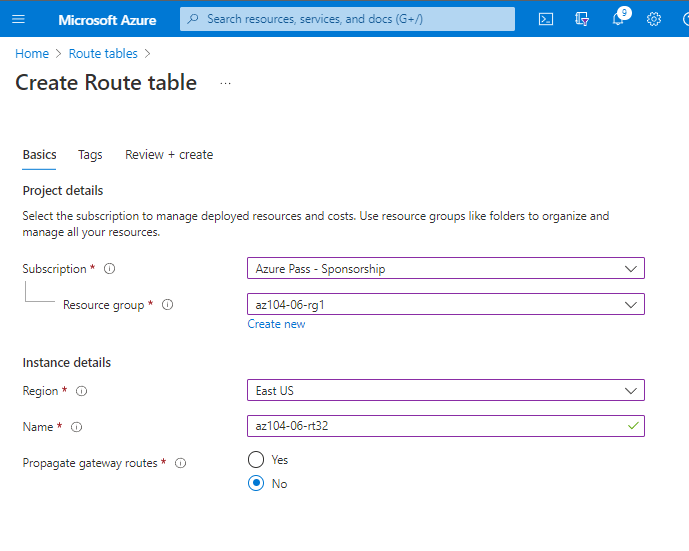 Microsoft Azure
Search resources, services, and docs (G+/)
9
Home > Route tables >
Create Route table ...
Basics Tags Review + create
Project details
Select the subscription to manage deployed resources and costs. Use resource groups like folders to organize and
manage all your resources.
Subscription * Azure Pass - Sponsorship
Resource group * az104-06-rg1
Create new
Instance details
Region * East US
Name * az104-06-rt32
Propagate gateway routes * Yes
No